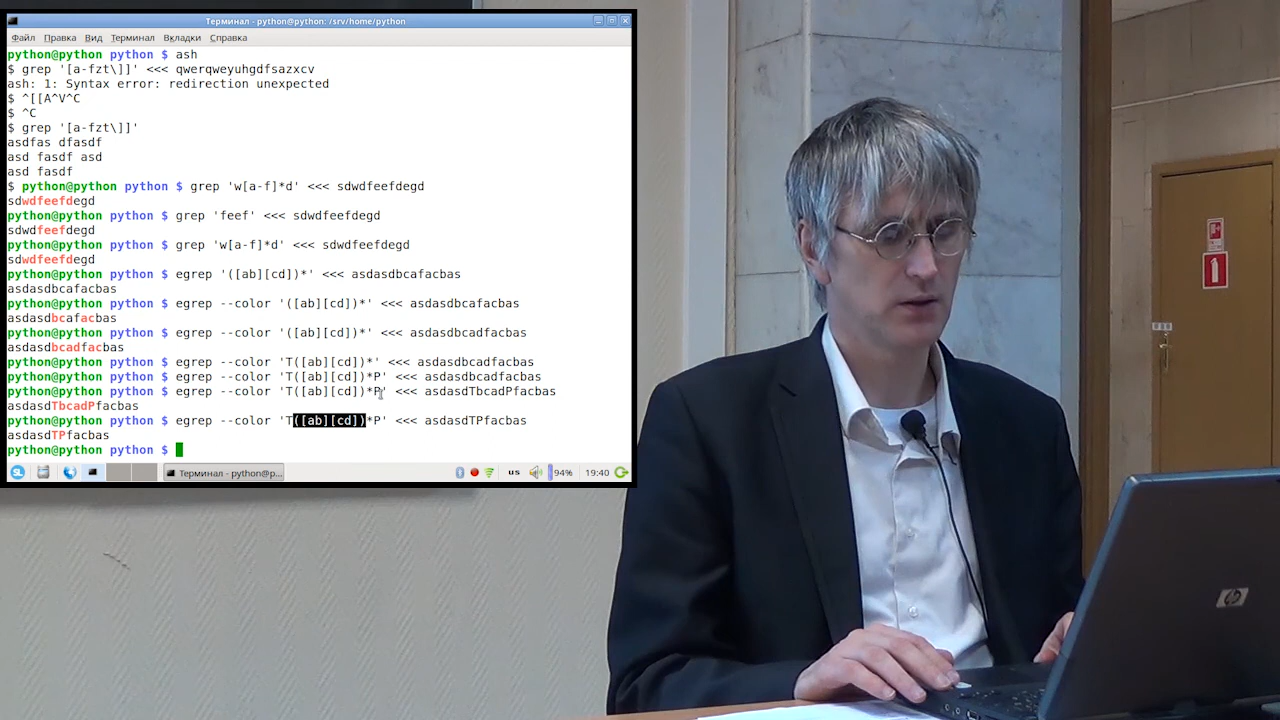 Терминал - python@python: /srv/home/python
Файл Правка Вид Терминал Вкладки Справка
python@python python $ ash
$ grep '[a-fzt\]]' <<< qwerqweyuhgdfsazxcv
ash: 1: Syntax error: redirection unexpected
$ ^[[A^V^C
$ ^C
$ grep '[a-fzt\]]'
asdfas dfasdf
asd fasdf asd
asd fasdf
$ python@python python $ grep 'w[a-f]*d' <<< sdwdfeefdegd
sdwdfeefdegd
python@python python $ grep 'feef' <<< sdwdfeefdegd
sdwdfeefdegd
python@python python $ grep 'w[a-f]*d' <<< sdwdfeefdegd
sdwdfeefdegd
python@python python $ egrep '([ab][cd])*' <<< asdasdbcafacbas
asdasdbcafacbas
python@python python $ egrep --color '([ab][cd])*' <<< asdasdbcafacbas
asdasdbcafacbas
python@python python $ egrep --color '([ab][cd])*' <<< asdasdbcadfacbas
asdasdbcadfacbas
python@python python $ egrep --color 'T([ab][cd])*' <<< asdasdbcadfacbas
python@python python $ egrep --color 'T([ab][cd])*P' <<< asdasdbcadfacbas
python@python python $ egrep --color 'T([ab][cd])*P' <<< asdasdTbcadPfacbas
asdasdTbcadPfacbas
python@python python $ egrep --color 'T([ab][cd])*P' <<< asdasdTPfacbas
asdasdTPfacbas
python@python python $
SL Терминал - python@p... us 94% 19:40
hp